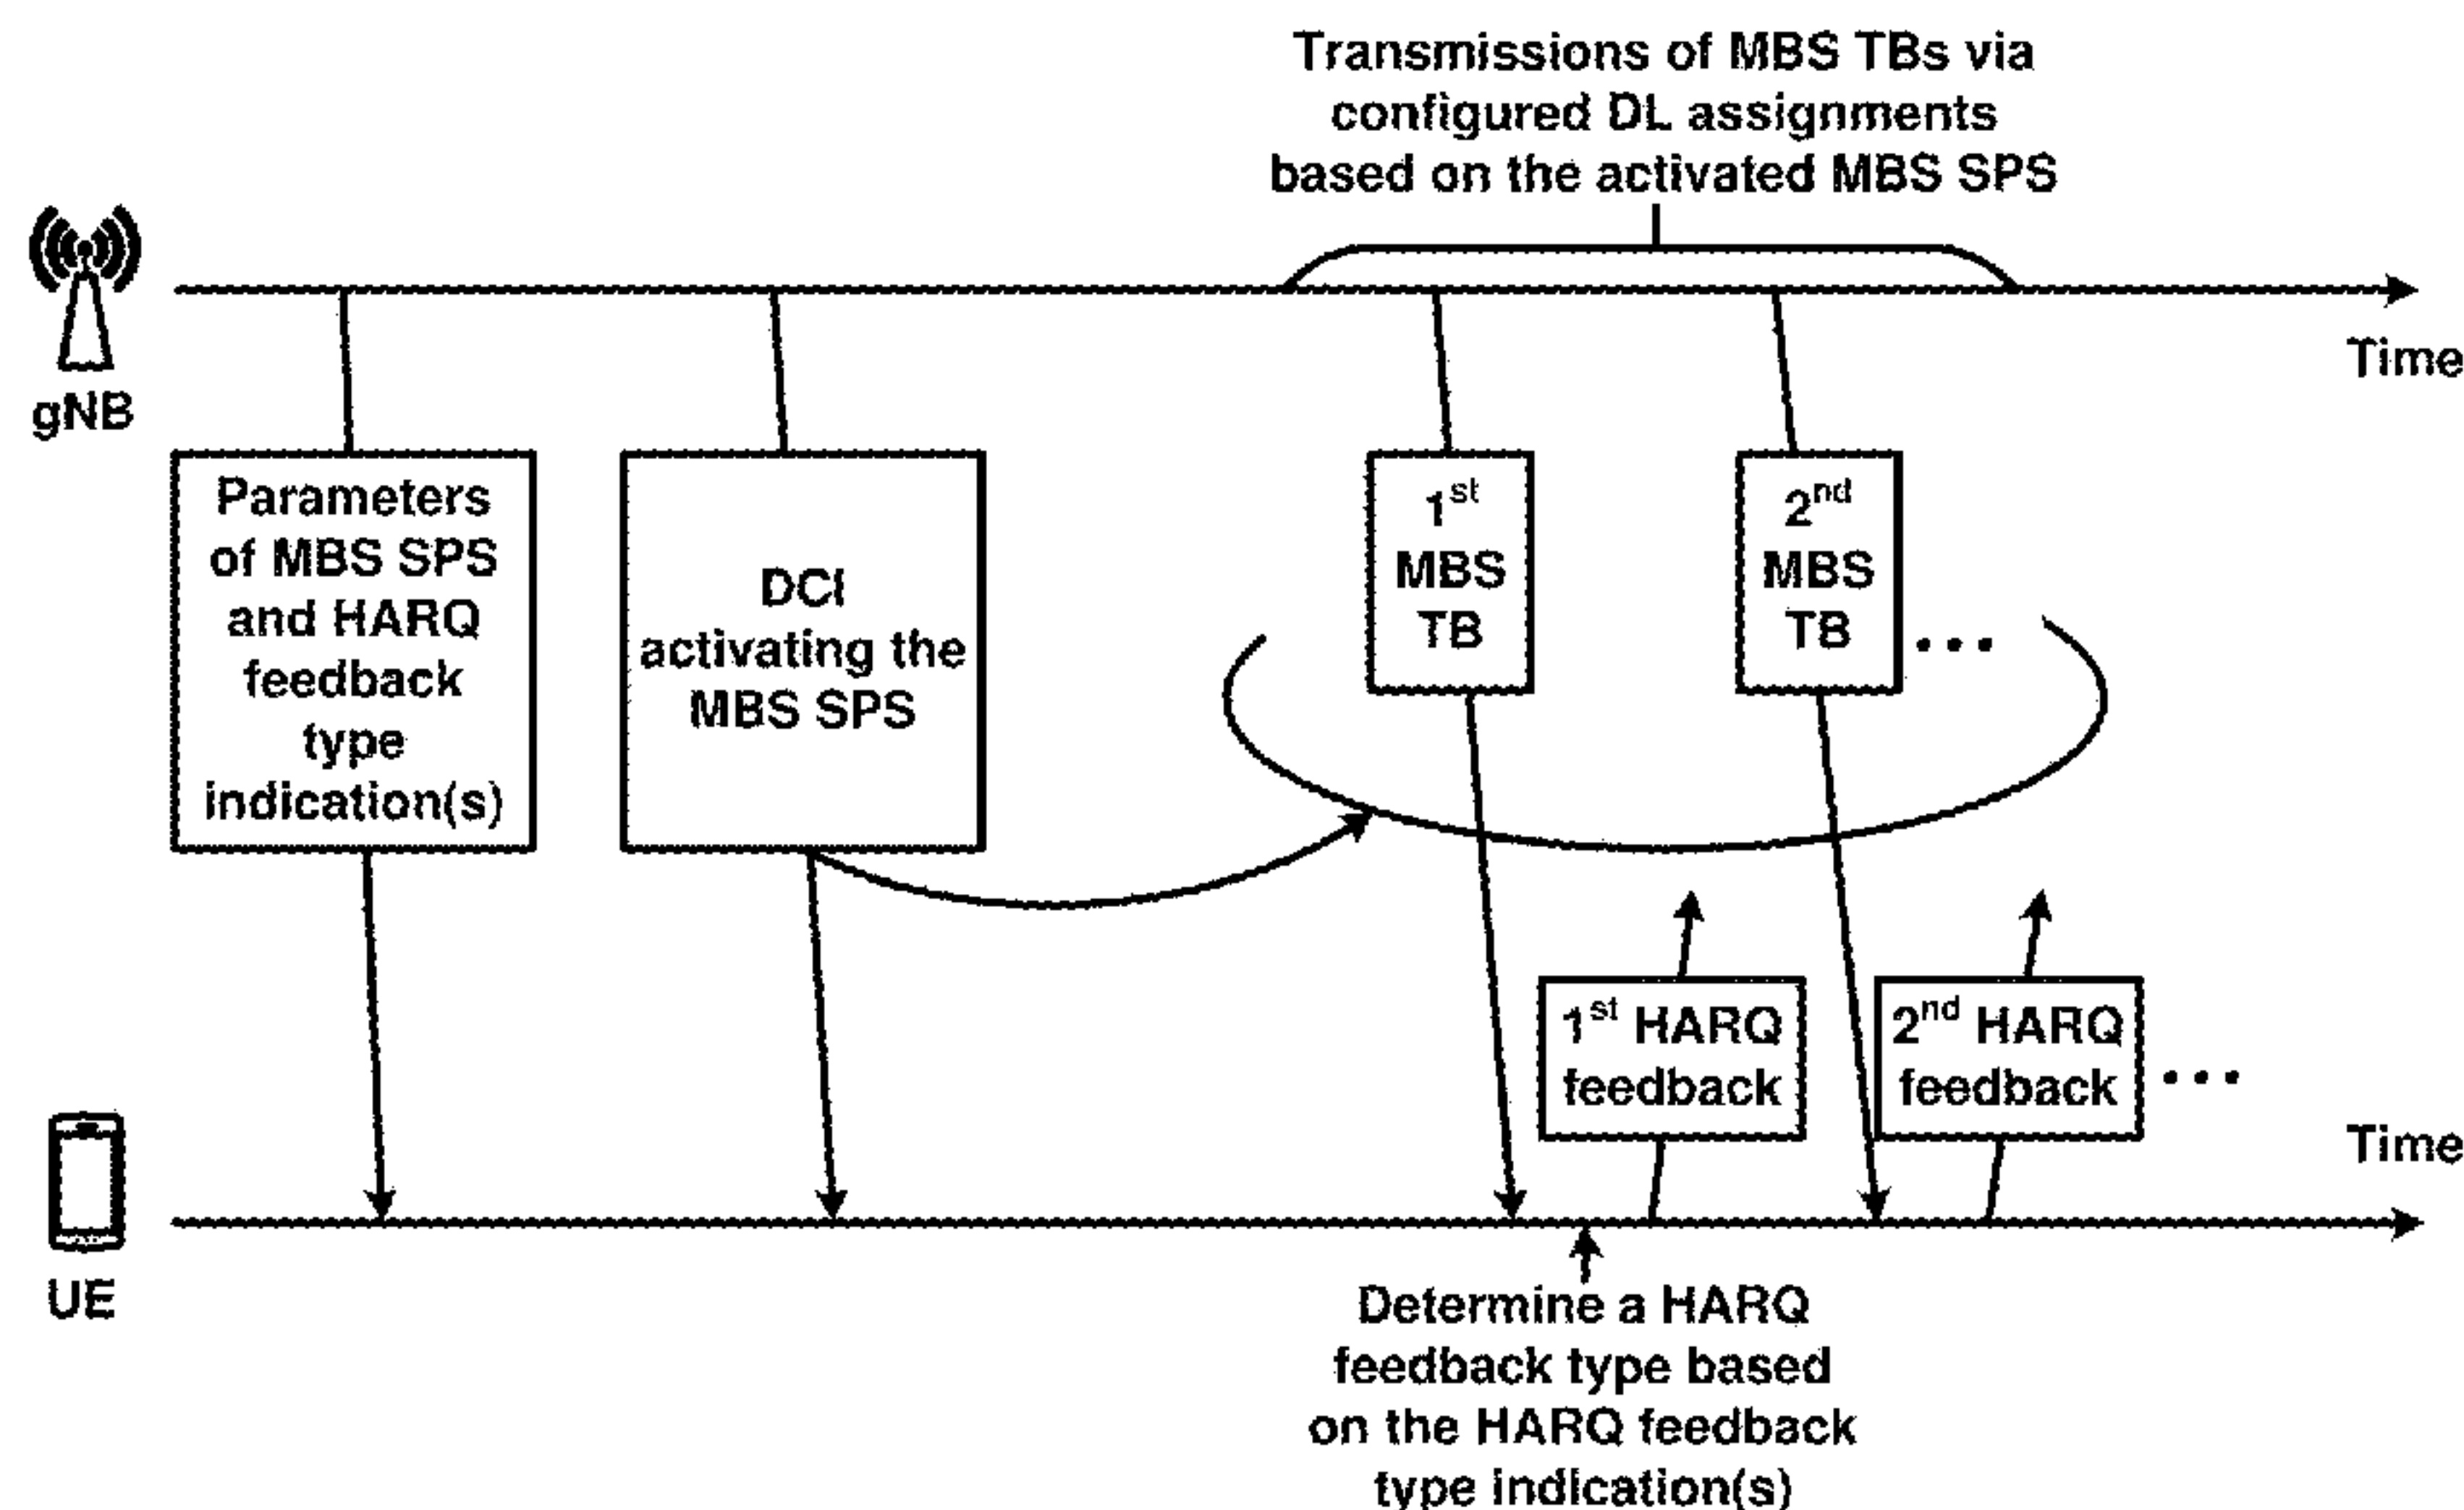 Transmissions of MBS TBs via
configured DL assignments
based on the activated MBS SPS
Time
gNB
Parameters
of MBS SPS
and HARQ
feedback
type
indication(s)
DCI
activating the
MBS SPS
1st
MBS
TB
2nd
MBS
TB
...
1st HARQ
feedback
2nd HARQ
feedback
...
Time
UE
Determine a HARQ
feedback type based
on the HARQ feedback
type indication(s)